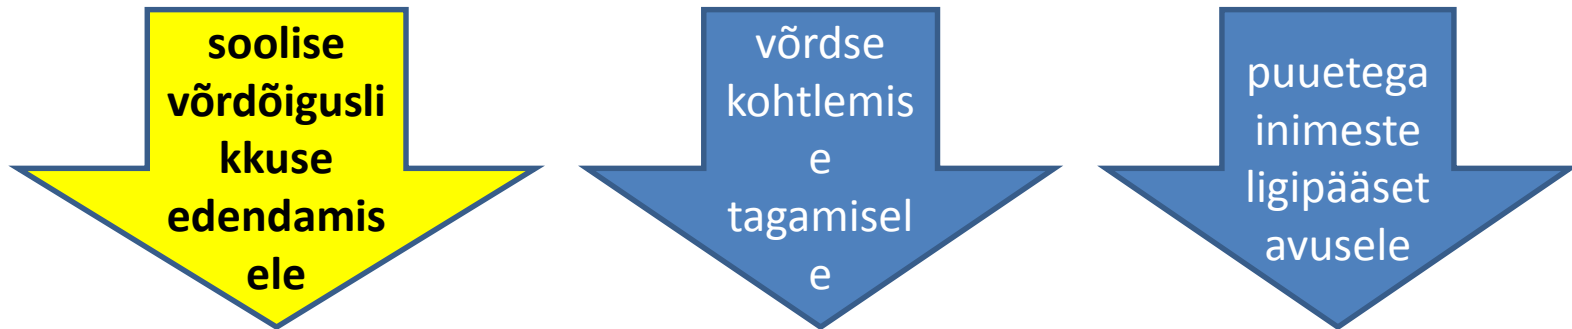 soolise
võrdõigusli
kkuse
edendamis
ele
võrdse
kohtlemis
e
tagamisel
e
puuetega
inimeste
ligipääset
avusele